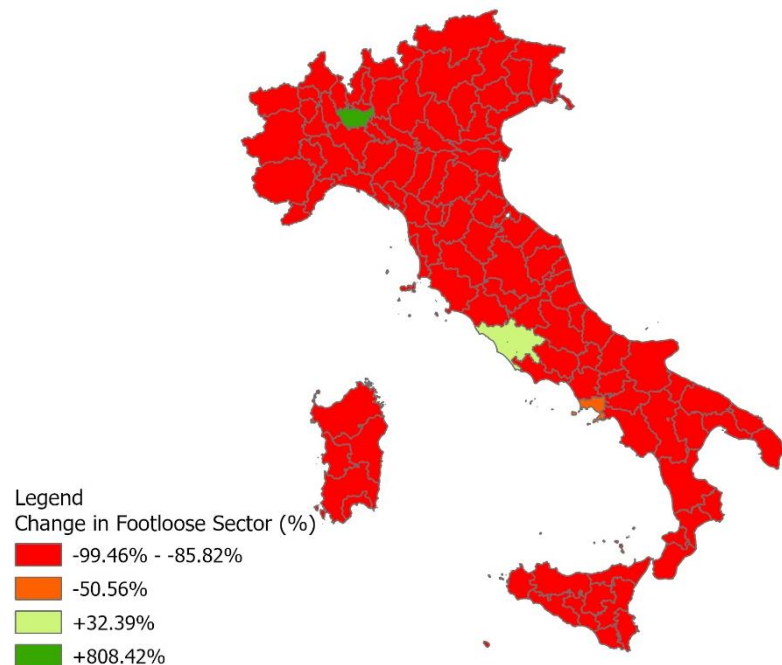 Legend
Change in Footloose Sector (%)
-99.46% - -85.82%
-50.56%
+32.39%
+808.42%